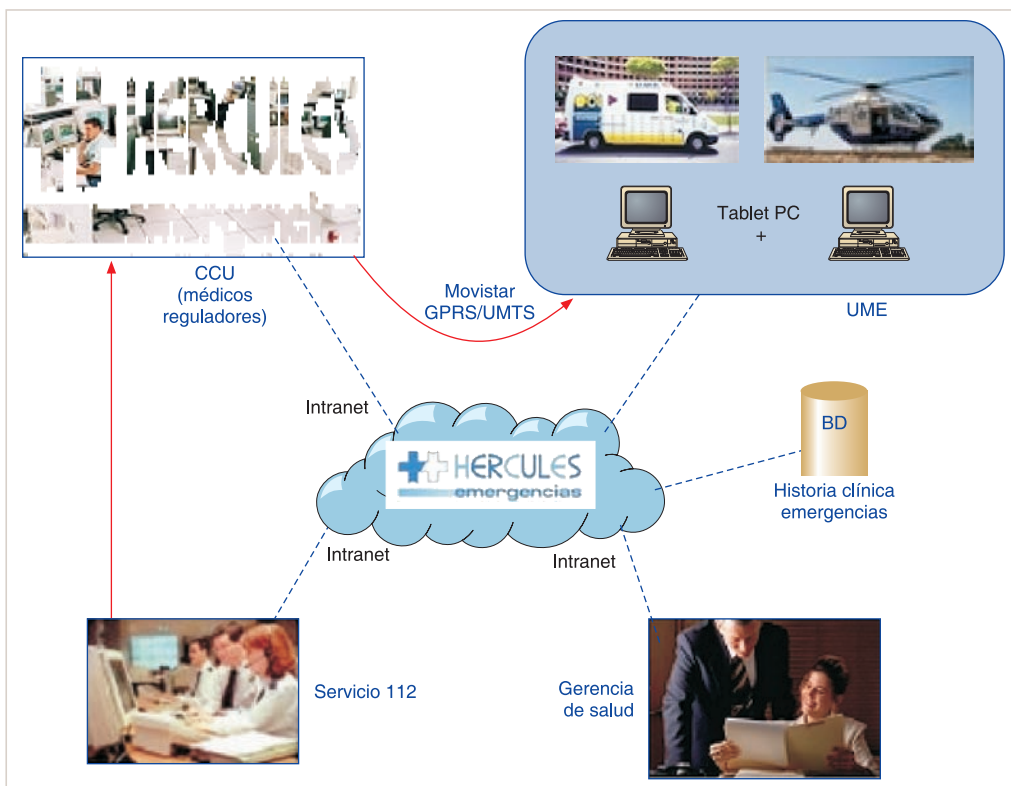 HERCULES
Tablet PC
+
CCU
(médicos
reguladores)
Movistar
GPRS/UMTS
UME
Intranet
BD
HERCULES
emergencias
Historia clínica
emergencias
Intranet
Intranet
Servicio 112
Gerencia
de salud